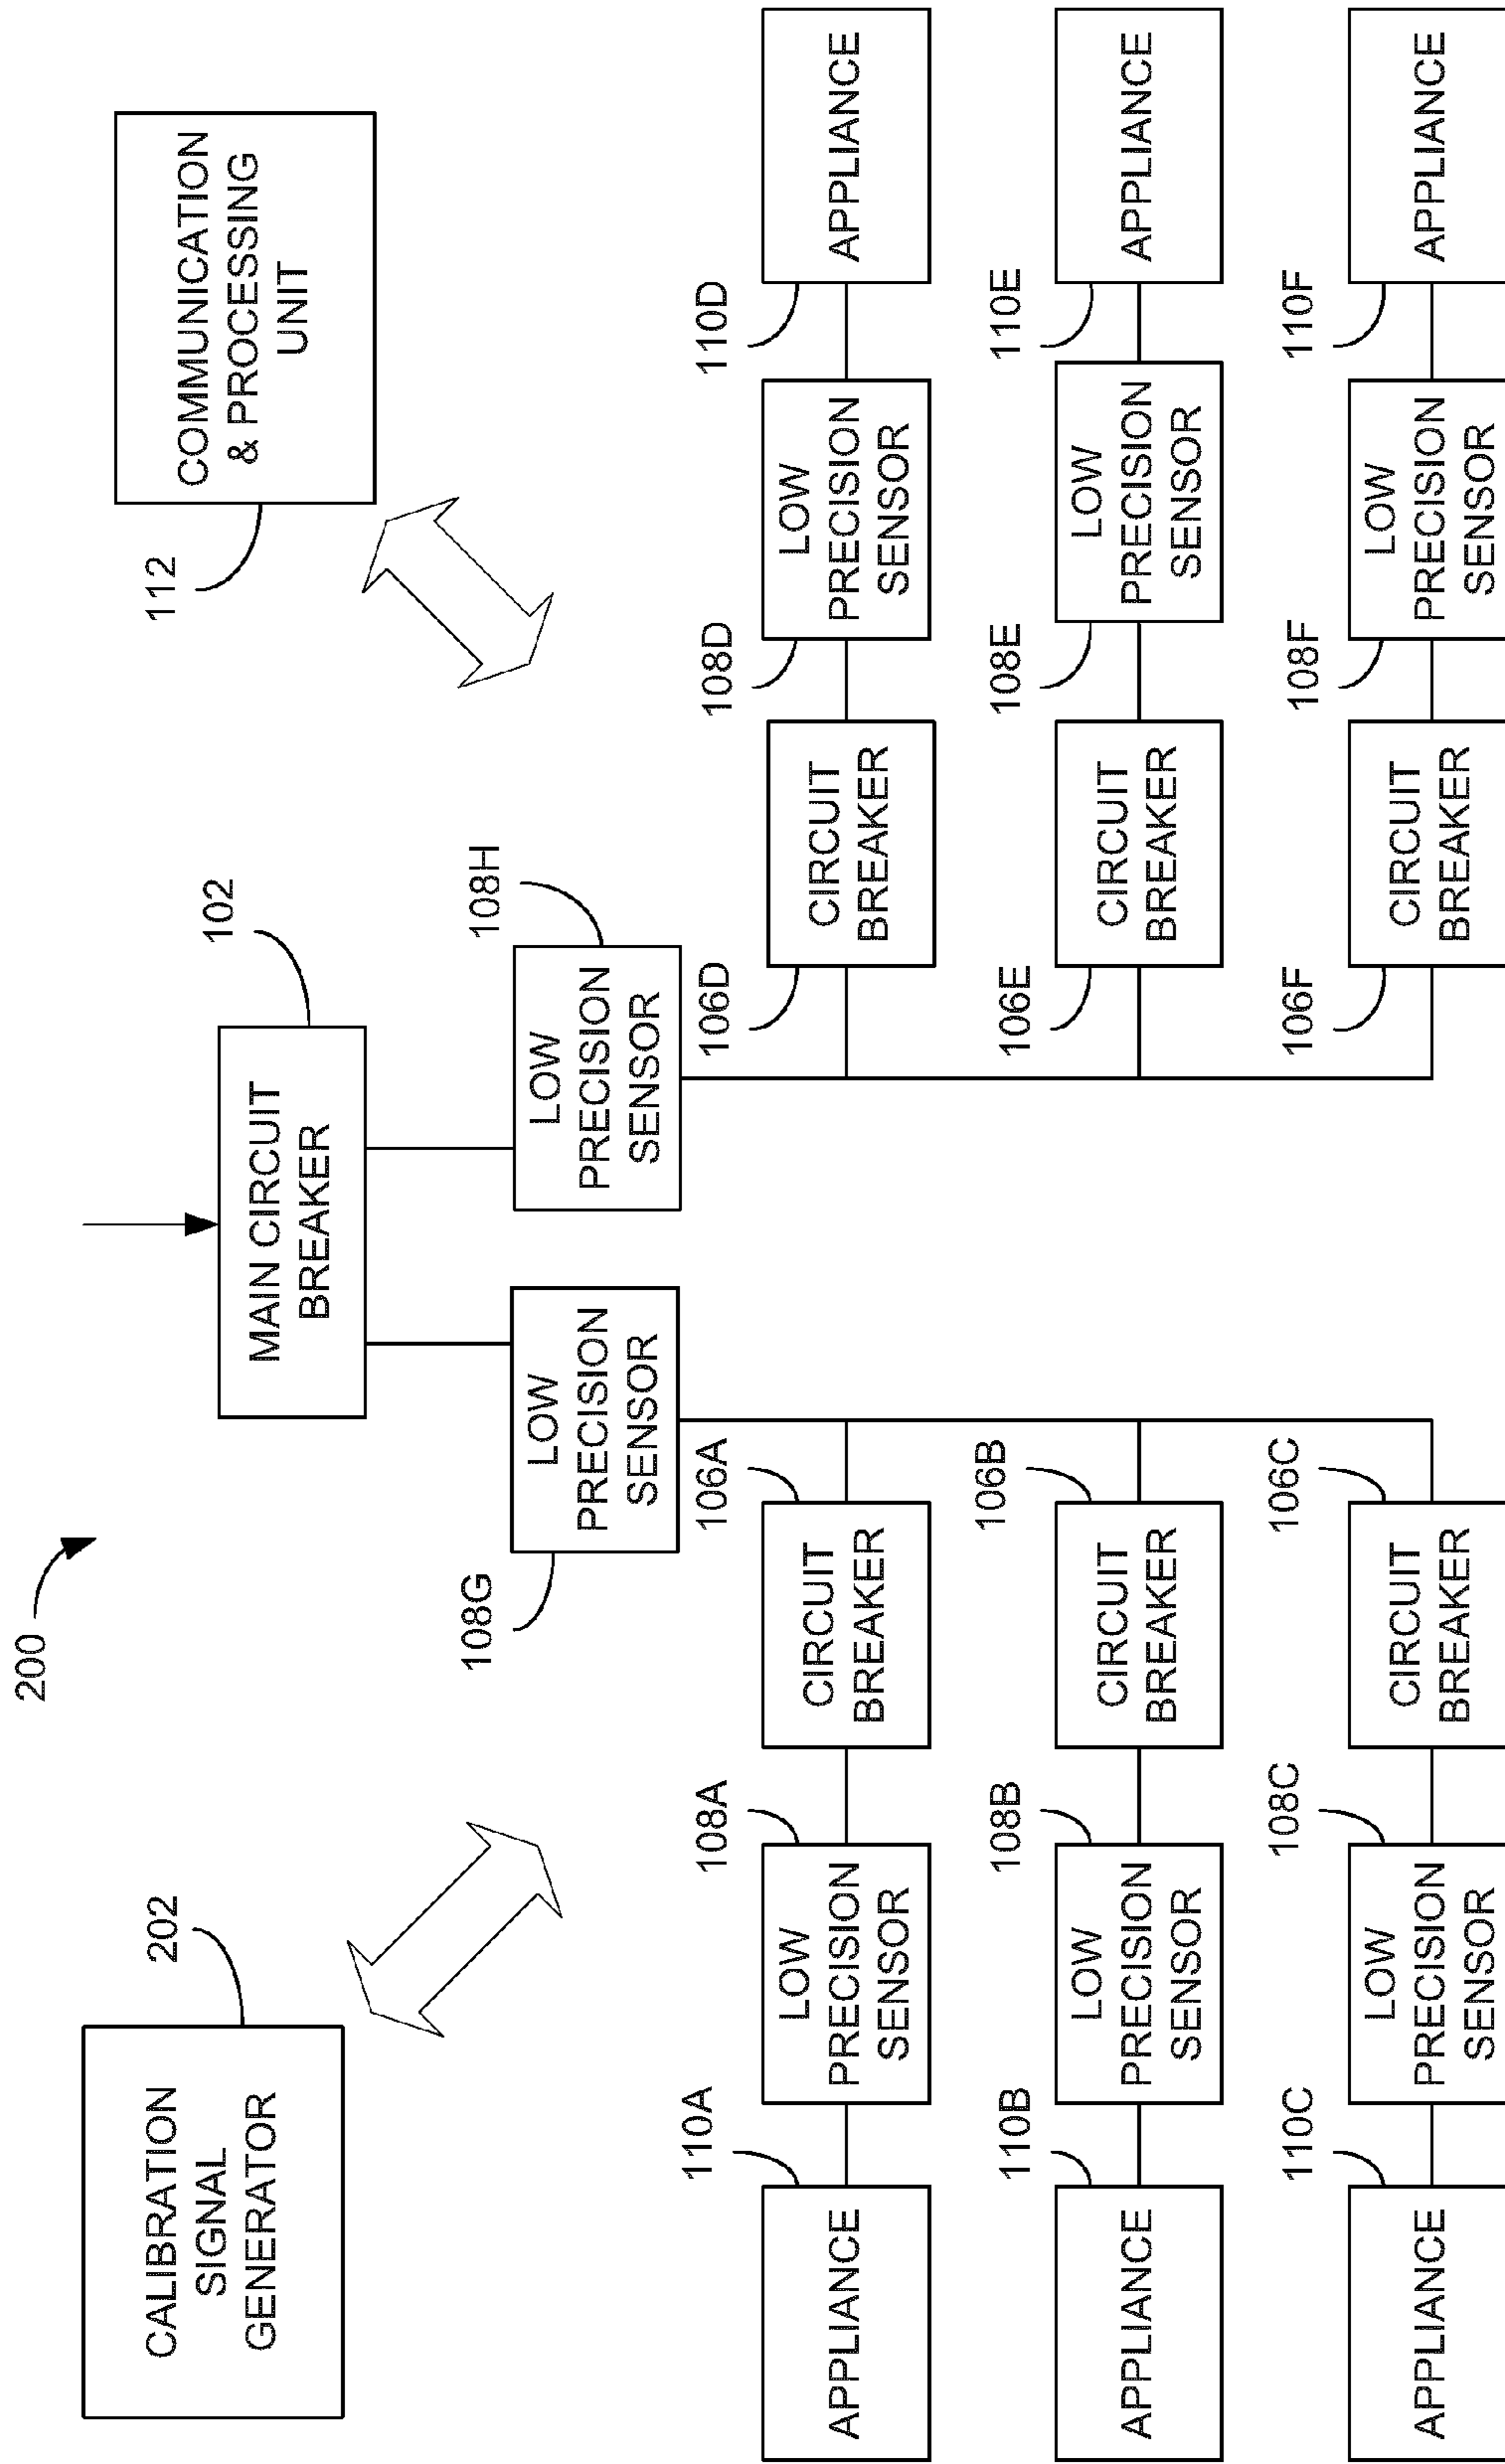 200
CALIBRATION
SIGNAL
GENERATOR
202
MAIN CIRCUIT
BREAKER
102
COMMUNICATION
& PROCESSING
UNIT
112
108G
LOW
PRECISION
SENSOR
LOW
PRECISION
SENSOR
108H
110A
108A
106A
106D
108D
110D
APPLIANCE
LOW
PRECISION
SENSOR
CIRCUIT
BREAKER
CIRCUIT
BREAKER
LOW
PRECISION
SENSOR
APPLIANCE
110B
108B
106B
106E
108E
110E
APPLIANCE
LOW
PRECISION
SENSOR
CIRCUIT
BREAKER
CIRCUIT
BREAKER
LOW
PRECISION
SENSOR
APPLIANCE
110C
108C
106C
106F
108F
110F
APPLIANCE
LOW
PRECISION
SENSOR
CIRCUIT
BREAKER
CIRCUIT
BREAKER
LOW
PRECISION
SENSOR
APPLIANCE